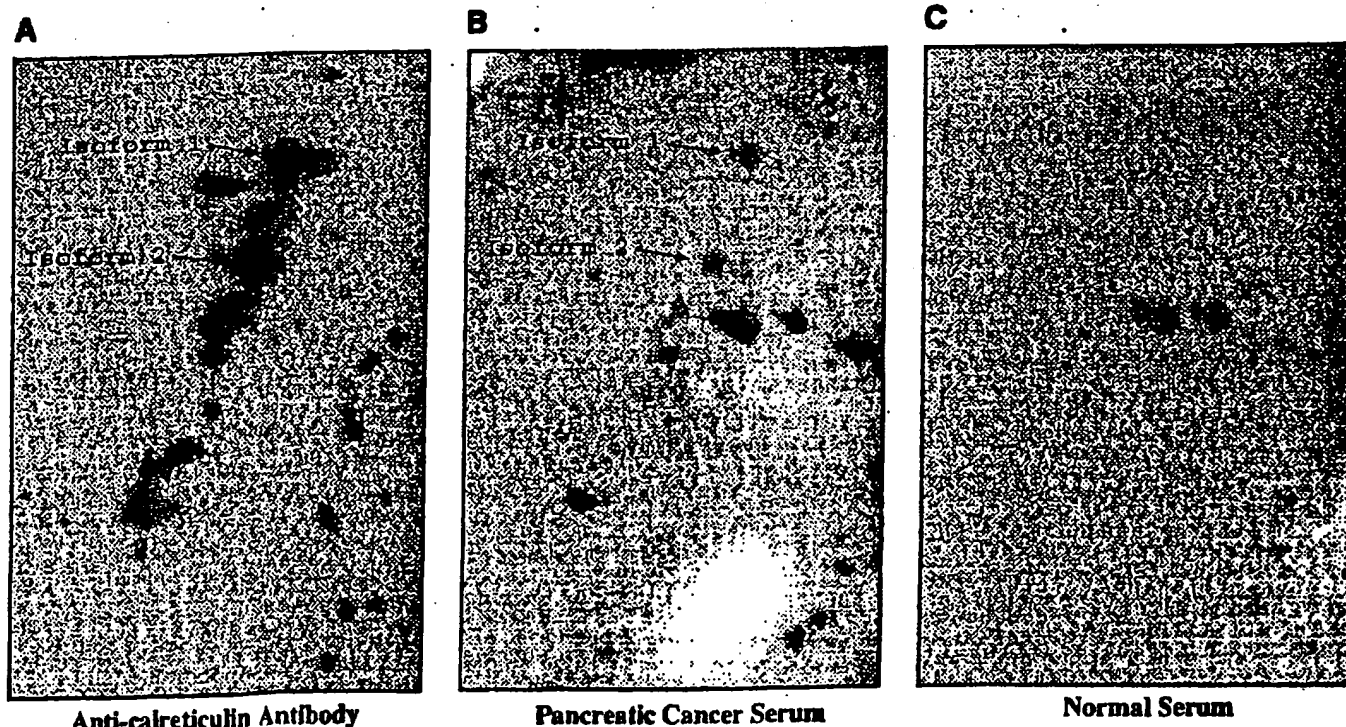 A
B
C
Isoform 1
Isoform 2
Isoform 1
Isoform 2
Anti-calreticulin Antibody
Pancreatic Cancer Serum
Normal Serum